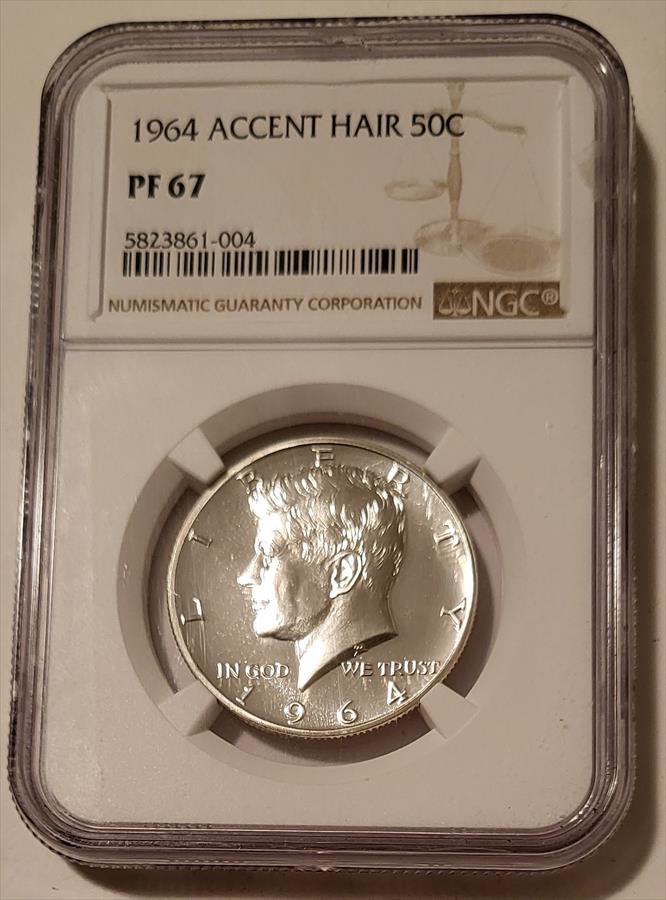 1964 ACCENT HAIR 50C
PF 67
5823861-004
NUMISMATIC GUARANTY CORPORATION NGC®
LIBERTY
IN GOD WE TRUST
1964